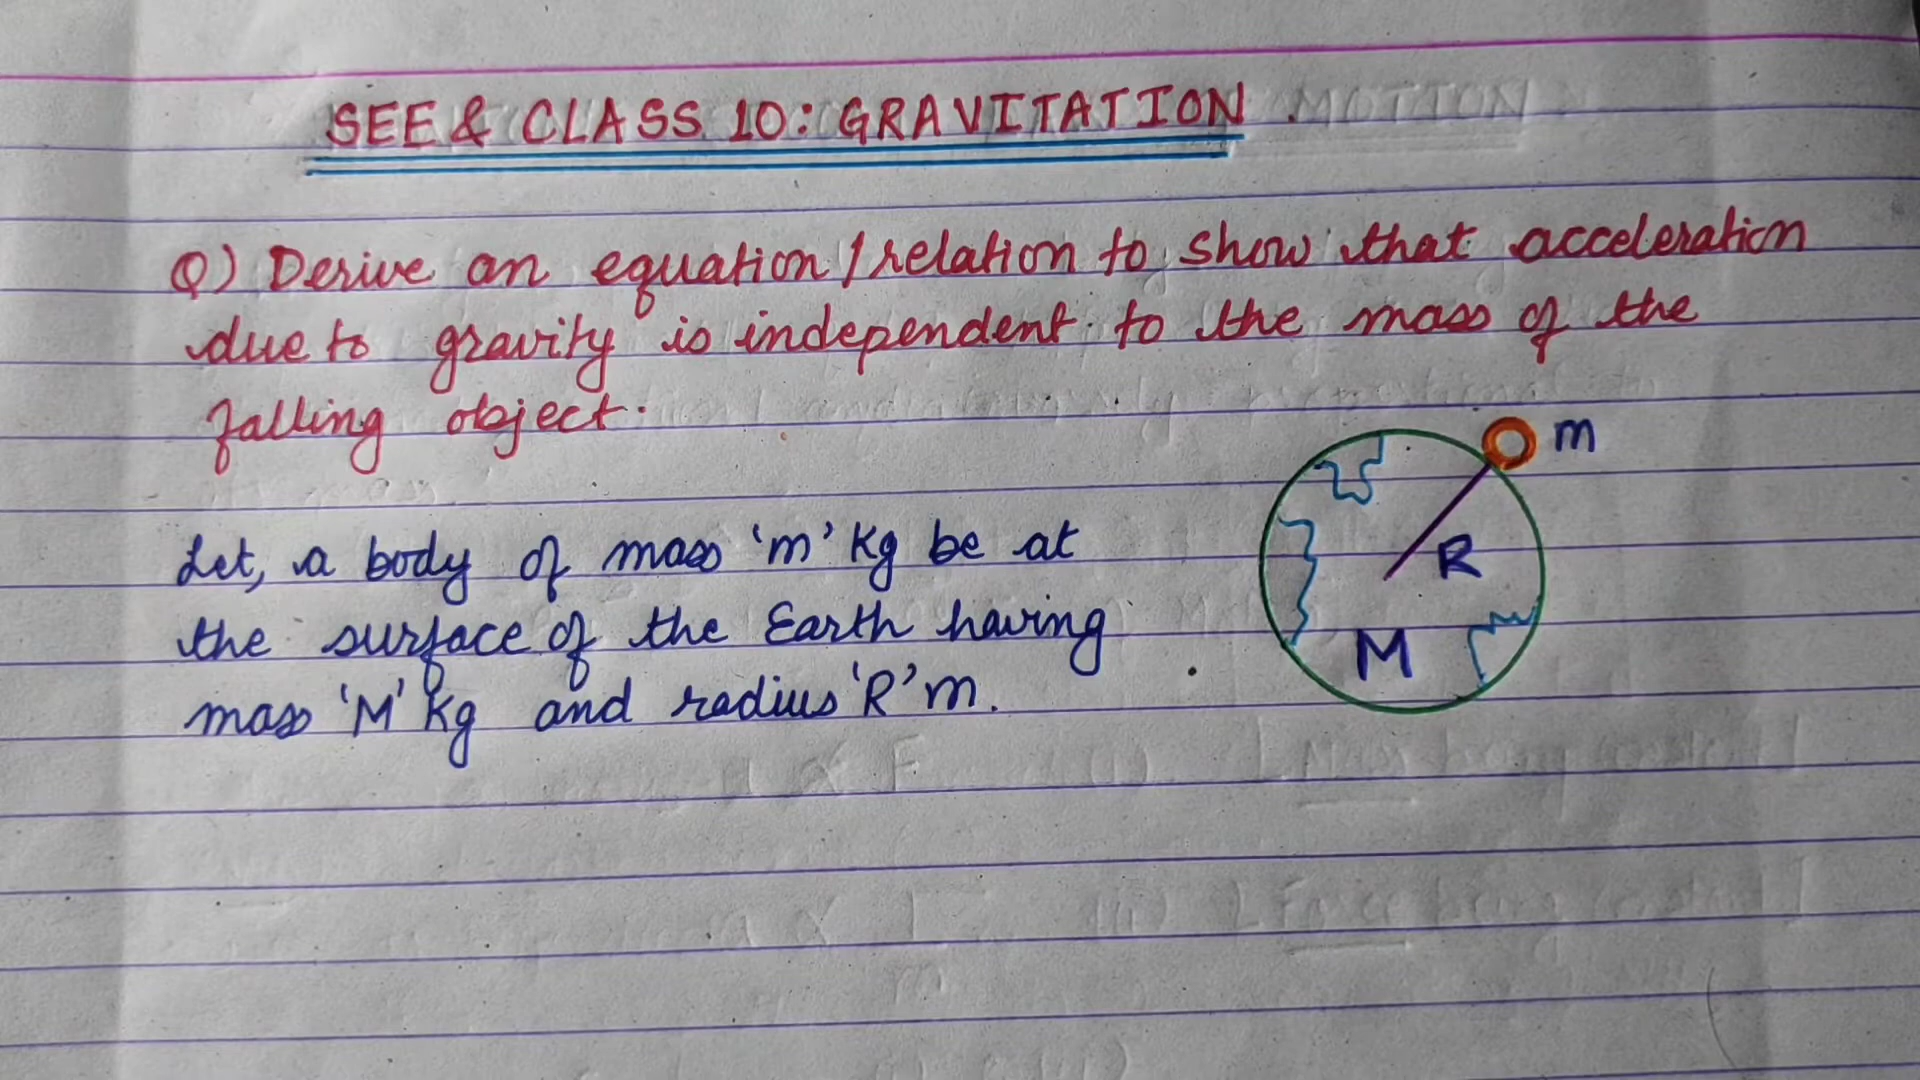 SEE & CLASS 10: GRAVITATION.
Q) Derive an equation/relation to show that acceleration
due to gravity is independent to the mass of the
falling object.
m
Let, a body of mass 'm' Kg be at
R
the surface of the Earth having
M
mass 'M' Kg and radius 'R' m.